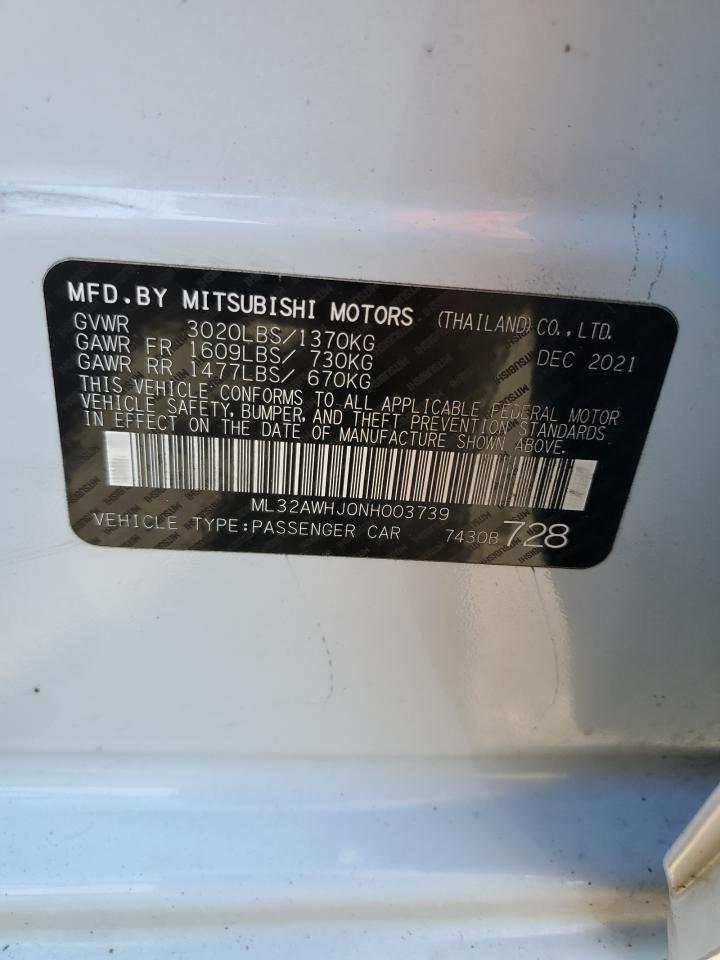 MFD.BY MITSUBISHI MOTORS (THAILAND) CO., LTD.
GVWR 3020LBS/1370KG
GAWR FR 1609LBS/ 730KG DEC 2021
GAWR RR 1477LBS/ 670KG
THIS VEHICLE CONFORMS TO ALL APPLICABLE FEDERAL MOTOR
VEHICLE SAFETY, BUMPER, AND THEFT PREVENTION STANDARDS
IN EFFECT ON THE DATE OF MANUFACTURE SHOWN ABOVE.
ML32AWHJ0NH003739
VEHICLE TYPE:PASSENGER CAR 7430B 728